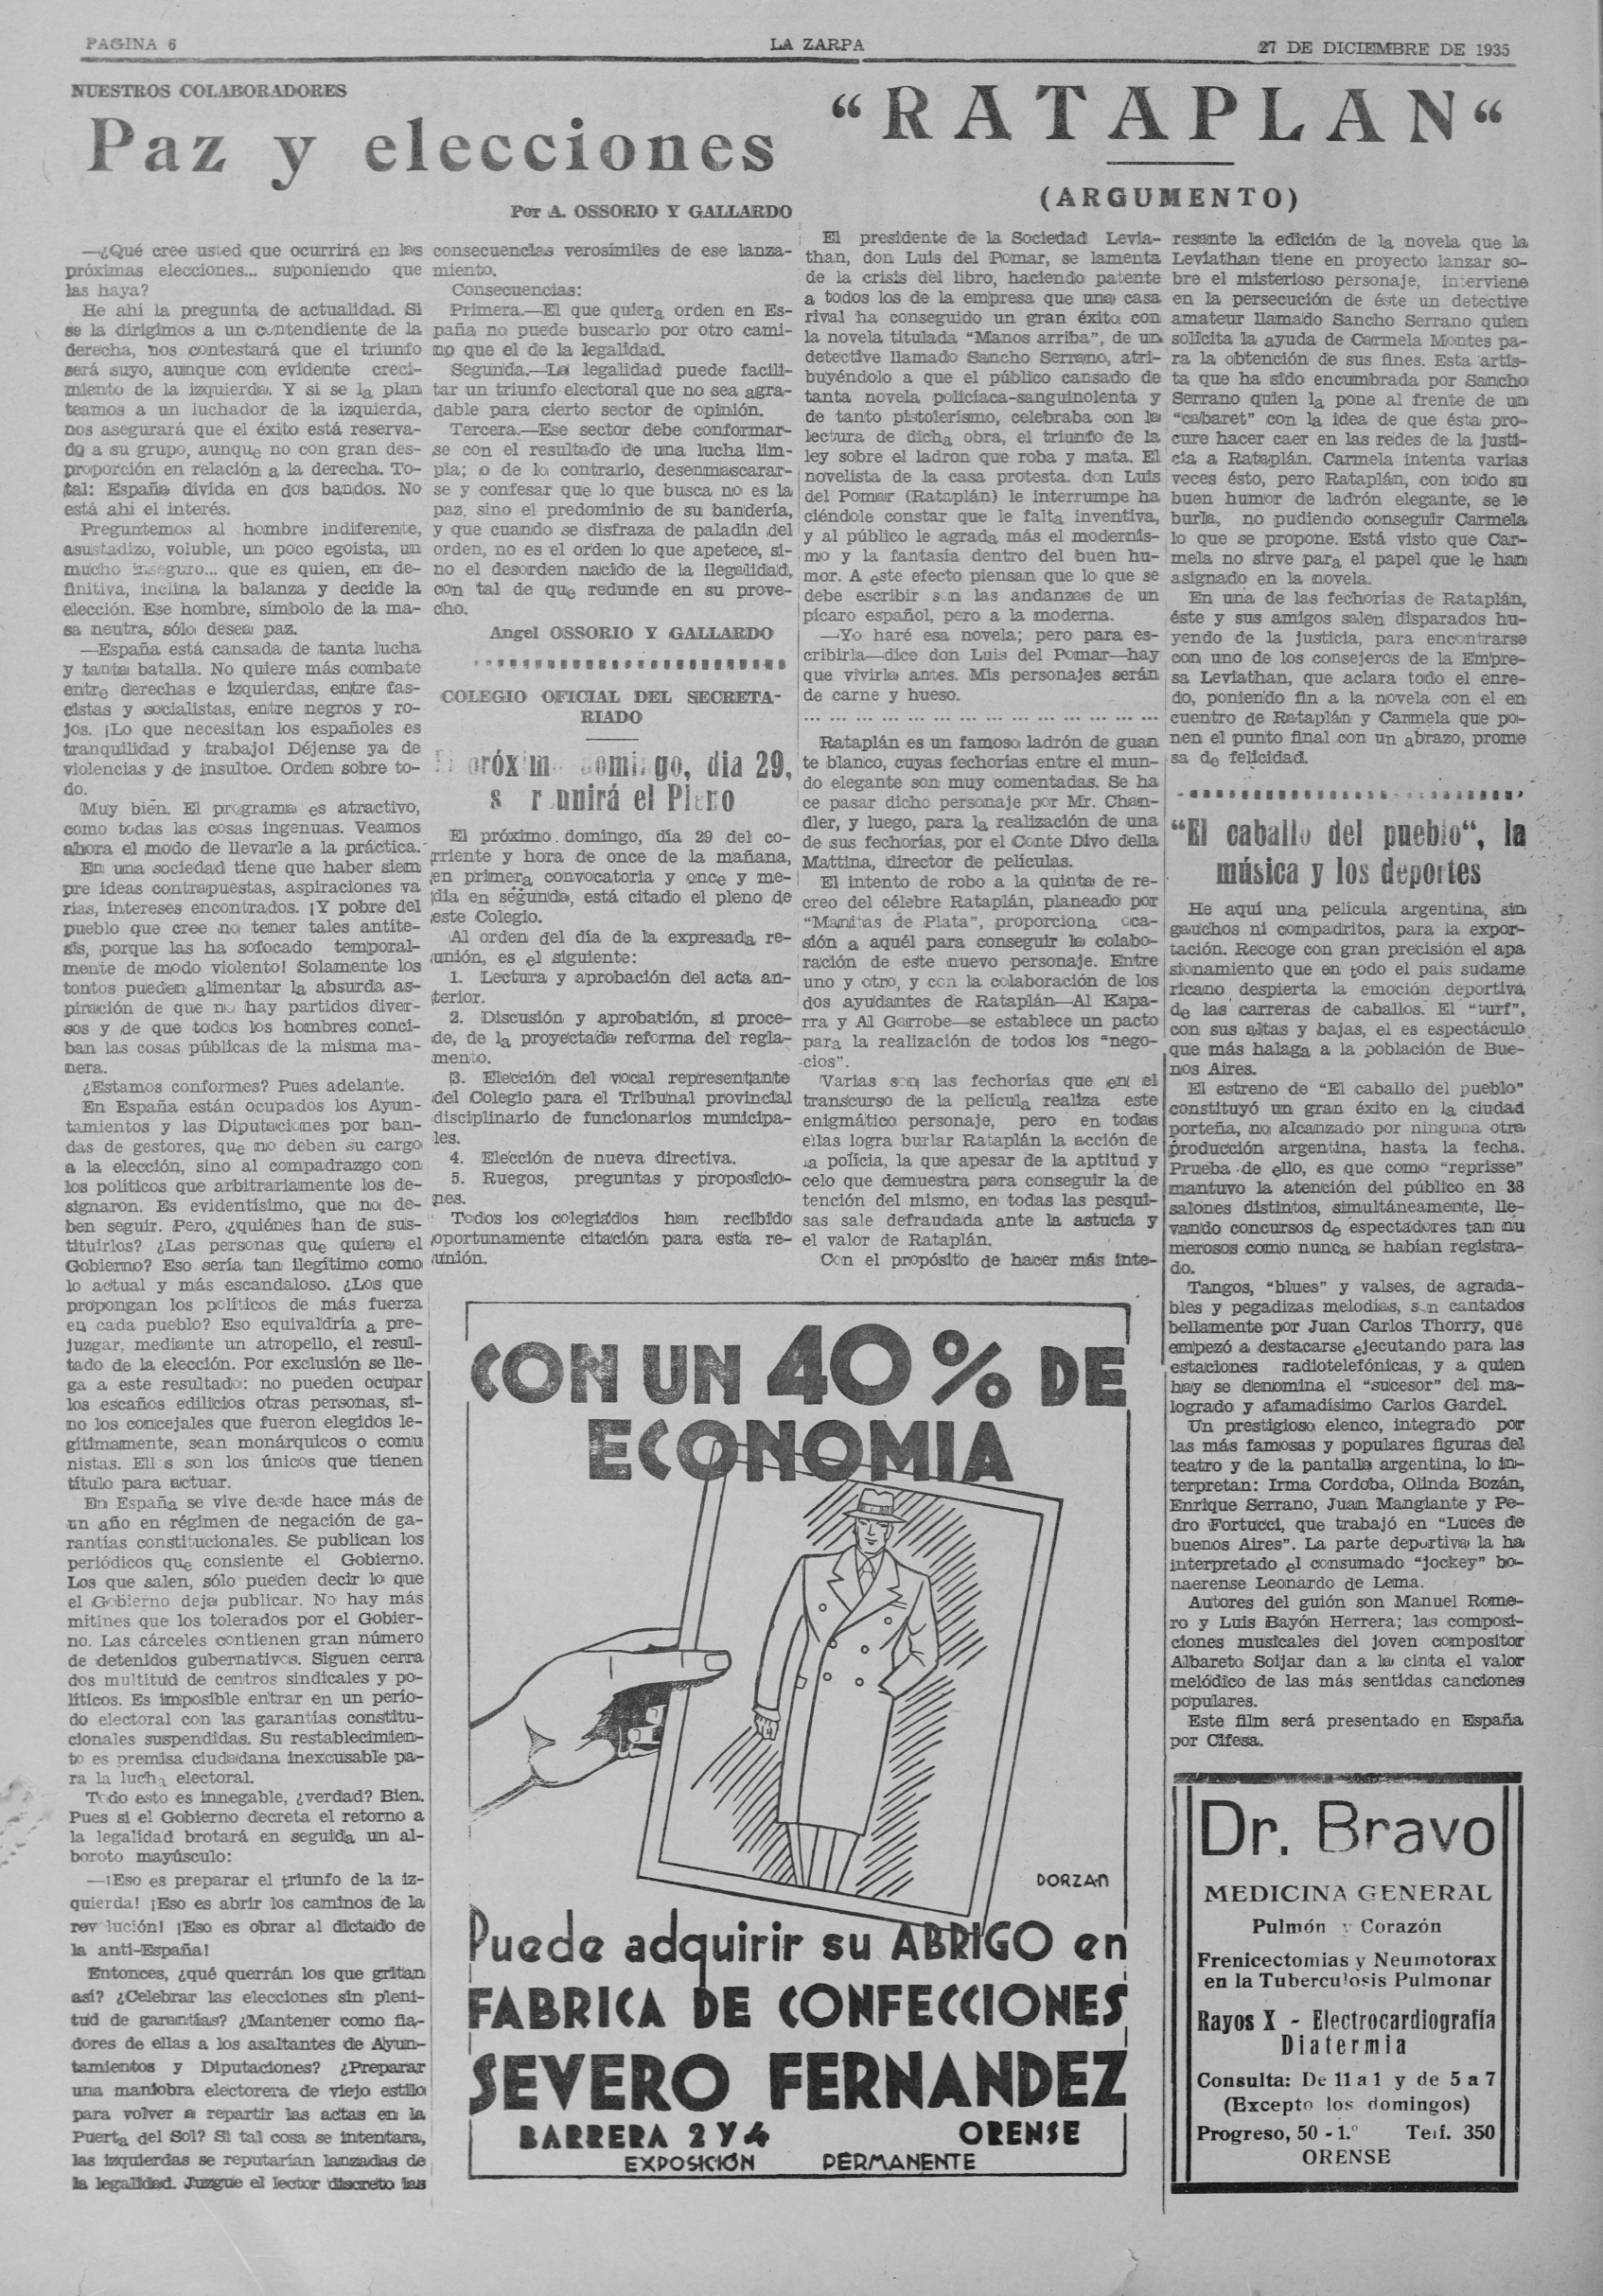 PAGINA 6
LA ZARPA
27 DE DICIEMBRE DE 1935
NUESTROS COLABORADORES
Paz y elecciones
Por A. OSSORIO Y GALLARDO
—¿Qué cree usted que ocurrirá en las
próximas elecciones... suponiendo que
las haya?
He ahí la pregunta de actualidad. Si
se la dirigimos a un contendiente de la
derecha, nos contestará que el triunfo
será suyo, aunque con evidente creci-
miento de la izquierda. Y si se la plan
teamos a un luchador de la izquierda,
nos asegurará que el éxito está reserva-
do a su grupo, aunque no con gran des-
proporción en relación a la derecha. To-
tal: España divida en dos bandos. No
está ahí el interés.
Preguntemos al hombre indiferente,
asustadizo, voluble, un poco egoista, un
mucho inseguro... que es quien, en de-
finitiva, inclina la balanza y decide la
elección. Ese hombre, símbolo de la ma-
sa neutra, sólo desea paz.
—España está cansada de tanta lucha
y tanta batalla. No quiere más combate
entre derechas e izquierdas, entre fas-
cistas y socialistas, entre negros y ro-
jos. ¡Lo que necesitan los españoles es
tranquilidad y trabajo! Déjense ya de
violencias y de insultoe. Orden sobre to-
do.
Muy bien. El programa es atractivo,
como todas las cosas ingenuas. Veamos
ahora el modo de llevarle a la práctica.
En una sociedad tiene que haber siem
pre ideas contrapuestas, aspiraciones va
rias, intereses encontrados. ¡Y pobre del
pueblo que cree no temer tales antíte-
sis, porque las ha sofocado temporal-
mente de modo violento! Solamente los
tontos pueden alimentar la absurda as-
piración de que no hay partidos diver-
sos y de que todos los hombres conci-
ban las cosas públicas de la misma ma-
nera.
¿Estamos conformes? Pues adelante.
En España están ocupados los Ayun-
tamientos y las Diputaciones por ban-
das de gestores, que no deben su cargo
a la elección, sino al compadrazgo con
los políticos que arbitrariamente los de-
signaron. Es evidentísimo, que no de-
ben seguir. Pero, ¿quiénes han de sus-
tituirlos? ¿Las personas que quiera el
Gobierno? Eso sería tan ilegítimo como
lo actual y más escandaloso. ¿Los que
propongan los políticos de más fuerza
en cada pueblo? Eso equivaldría a pre-
juzgar, mediante un atropello, el resul-
tado de la elección. Por exclusión se lle-
ga a este resultado: no pueden ocupar
los escaños edilicios otras personas, si-
no los concejales que fueron elegidos le-
gítimamente, sean monárquicos o comu
nistas. Ellos son los únicos que tienen
título para actuar.
En España se vive desde hace más de
un año en régimen de negación de ga-
rantías constitucionales. Se publican los
periódicos que consiente el Gobierno.
Los que salen, sólo pueden decir lo que
el Gobierno deja publicar. No hay más
mítines que los tolerados por el Gobier-
no. Las cárceles contienen gran número
de detenidos gubernativos. Siguen cerra
dos multitud de centros sindicales y po-
líticos. Es imposible entrar en un perío-
do electoral con las garantías constitu-
cionales suspendidas. Su restablecimien-
to es premisa ciudadana inexcusable pa-
ra la lucha electoral.
Todo esto es innegable, ¿verdad? Bien.
Pues si el Gobierno decreta el retorno a
la legalidad brotará en seguida un al-
boroto mayúsculo:
—¡Eso es preparar el triunfo de la iz-
quierda! ¡Eso es abrir los caminos de la
rev lución! ¡Eso es obrar al dictado de
la anti-España!
Entonces, ¿qué querrán los que gritan
así? ¿Celebrar las elecciones sin pleni-
tud de garantías? ¿Mantener como fia-
dores de ellas a los asaltantes de Ayun-
tamientos y Diputaciones? ¿Preparar
una maniobra electorera de viejo estilo
para volver a repartir las actas en la
Puerta del Sol? Si tal cosa se intentara,
las izquierdas se reputarían lanzadas de
la legalidad. Juzgue el lector discreto las
consecuencias verosímiles de ese lanza-
miento.
Consecuencias:
Primera.—El que quiera orden en Es-
paña no puede buscarlo por otro cami-
no que el de la legalidad.
Segunda.—La legalidad puede facili-
tar un triunfo electoral que no sea agra-
dable para cierto sector de opinión.
Tercera.—Ese sector debe conformar-
se con el resultado de una lucha lim-
pia; o de lo contrario, desenmascarar-
se y confesar que lo que busca no es la
paz, sino el predominio de su bandería,
y que cuando se disfraza de paladin del
orden, no es el orden lo que apetece, si-
no el desorden nacido de la ilegalidad,
con tal de que redunde en su prove-
cho.
Angel OSSORIO Y GALLARDO
COLEGIO OFICIAL DEL SECRETA-
RIADO
El próximo domingo, dia 29,
s r unirá el Pleno
El próximo domingo, día 29 del co-
rriente y hora de once de la mañana,
en primera convocatoria y once y me-
dia en segunda, está citado el pleno de
este Colegio.
Al orden del día de la expresada re-
unión, es el siguiente:
1. Lectura y aprobación del acta an-
terior.
2. Discusión y aprobación, si proce-
de, de la proyectada reforma del regla-
mento.
3. Elección del vocal representante
del Colegio para el Tribunal provincial
disciplinario de funcionarios municipa-
les.
4. Elección de nueva directiva.
5. Ruegos, preguntas y proposicio-
nes.
Todos los colegiados han recibido
oportunamente citación para esta re-
unión.
"RATAPLAN"
(ARGUMENTO)
El presidente de la Sociedad Levia-
than, don Luis del Pomar, se lamenta
de la crisis del libro, haciendo patente
a todos los de la empresa que una casa
rival ha conseguido un gran éxito con
la novela titulada "Manos arriba", de un
detective llamado Sancho Serrano, atri-
buyéndolo a que el público cansado de
tanta novela policíaca-sanguinolenta y
de tanto pistolerismo, celebraba con la
lectura de dicha obra, el triunfo de la
ley sobre el ladron que roba y mata. El
novelista de la casa protesta. don Luis
del Pomar (Rataplán) le interrumpe ha
ciéndole constar que le falta inventiva,
y al público le agrada más el modernis-
mo y la fantasía dentro del buen hu-
mor. A este efecto piensan que lo que se
debe escribir son las andanzas de un
pícaro español, pero a la moderna.
—Yo haré esa novela; pero para es-
cribirla—dice don Luis del Pomar—hay
que vivirla antes. Mis personajes serán
de carne y hueso.
... ... ... ... ... ... ... ... ... ... ... ... ... ... ... ... ...
Rataplán es un famoso ladrón de guan
te blanco, cuyas fechorías entre el mun-
do elegante son muy comentadas. Se ha
ce pasar dicho personaje por Mr. Chan-
dler, y luego, para la realización de una
de sus fechorías, por el Conte Divo della
Mattina, director de películas.
El intento de robo a la quinta de re-
creo del célebre Rataplán, planeado por
"Manitas de Plata", proporciona oca-
sión a aquél para conseguir la colabo-
ración de este nuevo personaje. Entre
uno y otro, y con la colaboración de los
dos ayudantes de Rataplán—Al Kapa-
rra y Al Garrobe—se establece un pacto
para la realización de todos los "nego-
cios".
Varias son las fechorías que en el
transcurso de la película realiza este
enigmático personaje, pero en todas
ellas logra burlar Rataplán la acción de
la policía, la que apesar de la aptitud y
celo que demuestra para conseguir la de
tención del mismo, en todas las pesqui-
sas sale defraudada ante la astucia y
el valor de Rataplán.
Con el propósito de hacer más inte-
resante la edición de la novela que la
Leviathan tiene en proyecto lanzar so-
bre el misterioso personaje, interviene
en la persecución de éste un detective
amateur llamado Sancho Serrano quien
solicita la ayuda de Carmela Montes pa-
ra la obtención de sus fines. Esta artis-
ta que ha sido encumbrada por Sancho
Serrano quien la pone al frente de un
"cabaret" con la idea de que ésta pro-
cure hacer caer en las redes de la justi-
cia a Rataplán. Carmela intenta varias
veces ésto, pero Rataplán, con todo su
buen humor de ladrón elegante, se le
burla, no pudiendo conseguir Carmela
lo que se propone. Está visto que Car-
mela no sirve para el papel que le han
asignado en la novela.
En una de las fechorías de Rataplán,
éste y sus amigos salen disparados hu-
yendo de la justicia, para encontrarse
con uno de los consejeros de la Empre-
sa Leviathan, que aclara todo el enre-
do, poniendo fin a la novela con el en
cuentro de Rataplán y Carmela que po-
nen el punto final con un abrazo, prome
sa de felicidad.
"El caballo del pueblo", la
música y los deportes
He aquí una película argentina, sin
gauchos ni compadritos, para la expor-
tación. Recoge con gran precisión el apa
sionamiento que en todo el pais sudame
ricano despierta la emoción deportiva
de las carreras de caballos. El "turf",
con sus altas y bajas, el es espectáculo
que más halaga a la población de Bue-
nos Aires.
El estreno de "El caballo del pueblo"
constituyó un gran éxito en la ciudad
porteña, no alcanzado por ninguna otra
producción argentina, hasta la fecha.
Prueba de ello, es que como "reprisse"
mantuvo la atención del público en 38
salones distintos, simultáneamente, lle-
vando concursos de espectadores tan nu
merosos como nunca se habían registra-
do.
Tangos, "blues" y valses, de agrada-
bles y pegadizas melodías, son cantados
bellamente por Juan Carlos Thorry, que
empezó a destacarse ejecutando para las
estaciones radiotelefónicas, y a quien
hay se denomina el "sucesor" del ma-
logrado y afamadísimo Carlos Gardel.
Un prestigioso elenco, integrado por
las más famosas y populares figuras del
teatro y de la pantalla argentina, lo in-
terpretan: Irma Cordoba, Olinda Bozán,
Enrique Serrano, Juan Mangiante y Pe-
dro Fortucci, que trabajó en "Luces de
buenos Aires". La parte deportiva la ha
interpretado el consumado "jockey" bo-
naerense Leonardo de Lema.
Autores del guión son Manuel Rome-
ro y Luis Bayón Herrera; las composi-
ciones musicales del joven compositor
Albareto Soijar dan a la cinta el valor
melódico de las más sentidas canciones
populares.
Este film será presentado en España
por Cifesa.
CON UN 40 % DE
ECONOMIA
DORZAN
Puede adquirir su ABRIGO en
FABRICA DE CONFECCIONES
SEVERO FERNANDEZ
BARRERA 2 Y 4 ORENSE
EXPOSICIÓN PERMANENTE
Dr. Bravo
MEDICINA GENERAL
Pulmón y Corazón
Frenicectomias y Neumotorax
en la Tuberculosis Pulmonar
Rayos X - Electrocardiografía
Diatermia
Consulta: De 11 a 1 y de 5 a 7
(Excepto los domingos)
Progreso, 50 - 1.º Telf. 350
ORENSE